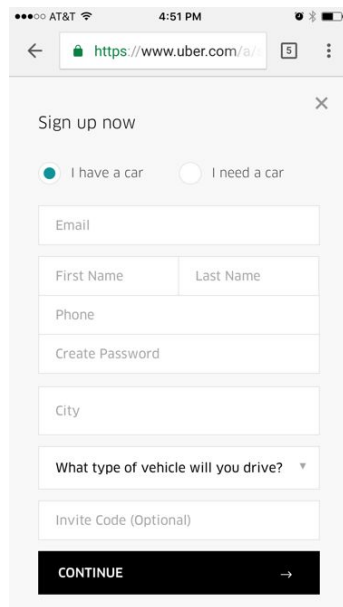 AT&T 4:51 PM
https://www.uber.com/a/
5
Sign up now
I have a car I need a car
Email
First Name Last Name
Phone
Create Password
City
What type of vehicle will you drive?
Invite Code (Optional)
CONTINUE →